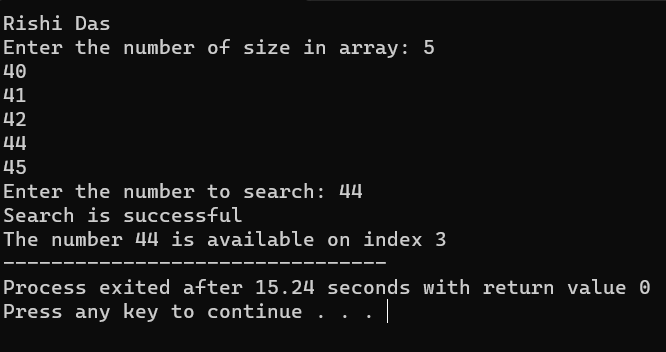 Rishi Das
Enter the number of size in array: 5
40
41
42
44
45
Enter the number to search: 44
Search is successful
The number 44 is available on index 3
--------------------------------
Process exited after 15.24 seconds with return value 0
Press any key to continue . . .